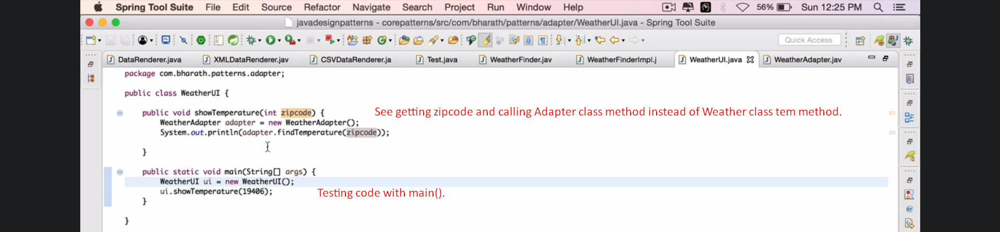 Spring Tool Suite File Edit Source Refactor Navigate Search Project Run Window Help 56% Sun 12:25 PM
javadesignpatterns - corepatterns/src/com/bharath/patterns/adapter/WeatherUI.java - Spring Tool Suite
Quick Access
DataRenderer.java XMLDataRenderer.jav CSVDataRenderer.ja Test.java WeatherFinder.jav WeatherFinderImpl.j WeatherUI.java WeatherAdapter.jav
package com.bharath.patterns.adapter;
public class WeatherUI {
public void showTemperature(int zipcode) { See getting zipcode and calling Adapter class method instead of Weather class tem method.
WeatherAdapter adapter = new WeatherAdapter();
System.out.println(adapter.findTemperature(zipcode));
}
public static void main(String[] args) {
WeatherUI ui = new WeatherUI();
ui.showTemperature(19406); Testing code with main().
}
}